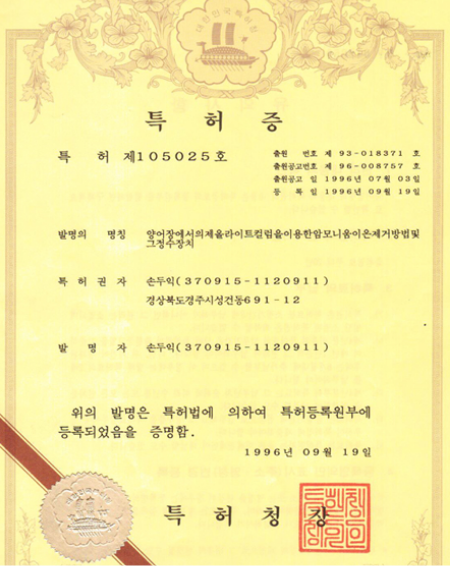 특 허 증
특 허 제105025호
출원 번호 제 93-018371 호
출원공고번호 제 96-008757 호
출원공고 일 1996년 07월 03일
등 록 일 1996년 09월 19일
발명의 명칭 양어장에서의제올라이트컬럼을이용한암모니움이온제거방법및
그정수장치
특 허 권 자 손두익(370915-1120911)
경상북도경주시성건동691-12
발 명 자 손두익(370915-1120911)
위의 발명은 특허법에 의하여 특허등록원부에
등록되었음을 증명함.
1996년 09월 19일
특 허 청 장